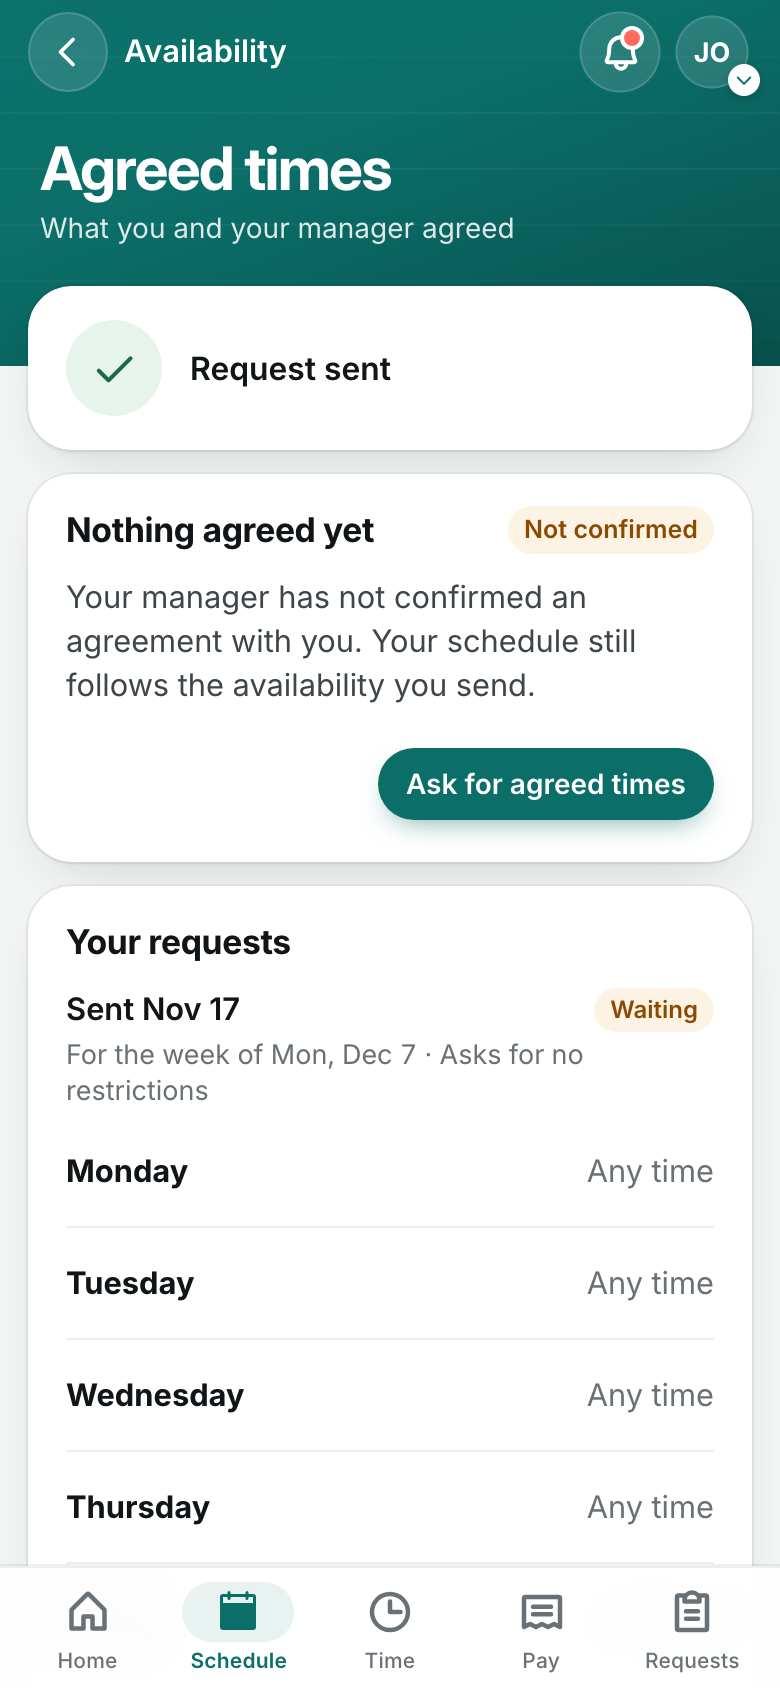 Availability
JO
Agreed times
What you and your manager agreed
Request sent
Nothing agreed yet
Not confirmed
Your manager has not confirmed an
agreement with you. Your schedule still
follows the availability you send.
Ask for agreed times
Your requests
Sent Nov 17
Waiting
For the week of Mon, Dec 7 · Asks for no
restrictions
Monday
Any time
Tuesday
Any time
Wednesday
Any time
Thursday
Any time
Home
Schedule
Time
Pay
Requests